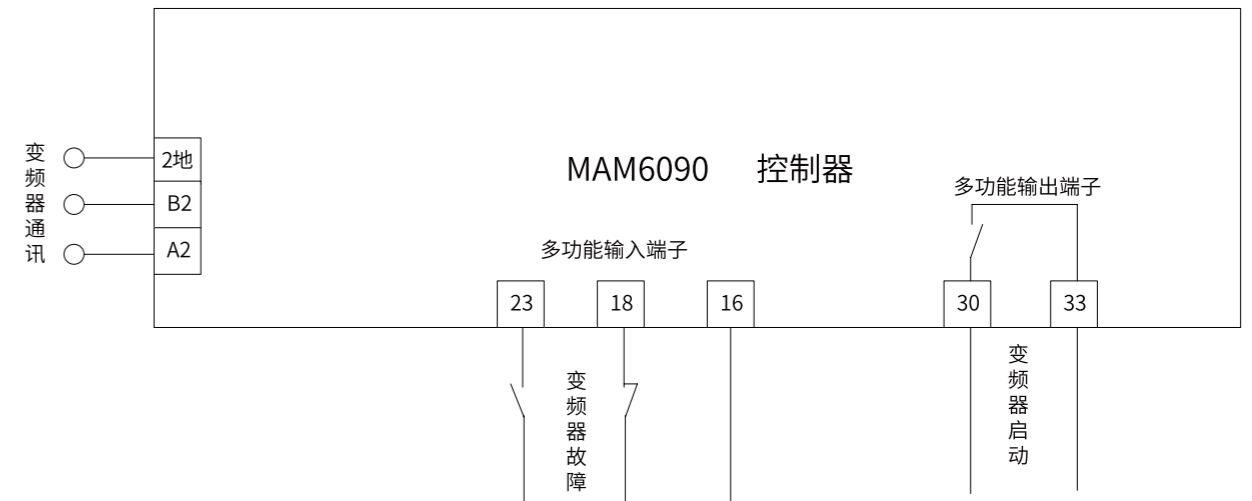 变频器通讯
2地
B2
A2
MAM6090 控制器
多功能输入端子
多功能输出端子
23
18
16
30
33
变频器故障
变频器启动